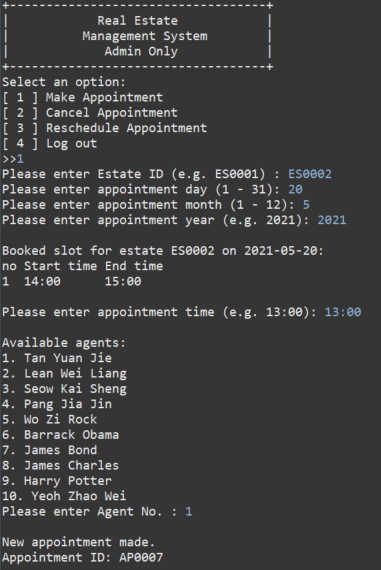 +-----------------------------------+
|            Real Estate            |
|         Management System         |
|            Admin Only             |
+-----------------------------------+
Select an option:
[ 1 ] Make Appointment
[ 2 ] Cancel Appointment
[ 3 ] Reschedule Appointment
[ 4 ] Log out
>>1
Please enter Estate ID (e.g. ES0001) : ES0002
Please enter appointment day (1 - 31): 20
Please enter appointment month (1 - 12): 5
Please enter appointment year (e.g. 2021): 2021
Booked slot for estate ES0002 on 2021-05-20:
no Start time End time
1  14:00      15:00
Please enter appointment time (e.g. 13:00): 13:00
Available agents:
1. Tan Yuan Jie
2. Lean Wei Liang
3. Seow Kai Sheng
4. Pang Jia Jin
5. Wo Zi Rock
6. Barrack Obama
7. James Bond
8. James Charles
9. Harry Potter
10. Yeoh Zhao Wei
Please enter Agent No. : 1
New appointment made.
Appointment ID: AP0007